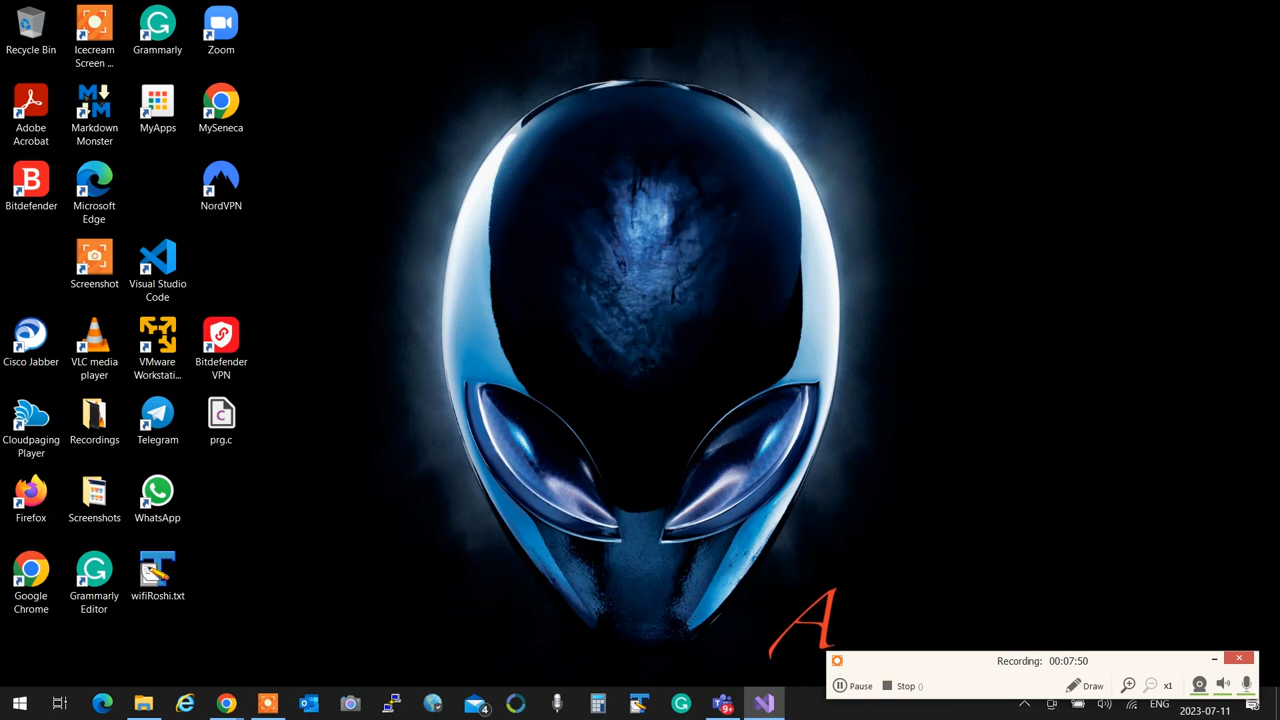 Recycle Bin
Icecream
Screen ...
Grammarly
Zoom
Adobe
Acrobat
Markdown
Monster
MyApps
MySeneca
Bitdefender
Microsoft
Edge
NordVPN
Screenshot
Visual Studio
Code
Cisco Jabber
VLC media
player
VMware
Workstati...
Bitdefender
VPN
Cloudpaging
Player
Recordings
Telegram
prg.c
Firefox
Screenshots
WhatsApp
Google
Chrome
Grammarly
Editor
wifiRoshi.txt
A
Recording: 00:07:50
Pause
Stop ()
Draw
x1
4
9+
ENG
2023-07-11